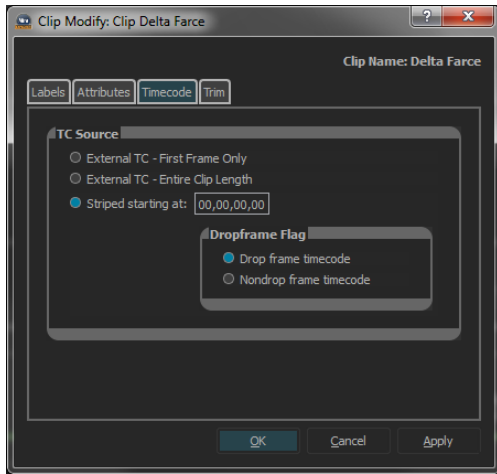 Clip Modify: Clip Delta Farce
Clip Name: Delta Farce
Labels Attributes Timecode Trim
TC Source
External TC - First Frame Only
External TC - Entire Clip Length
Striped starting at: 00,00,00,00
Dropframe Flag
Drop frame timecode
Nondrop frame timecode
OK Cancel Apply